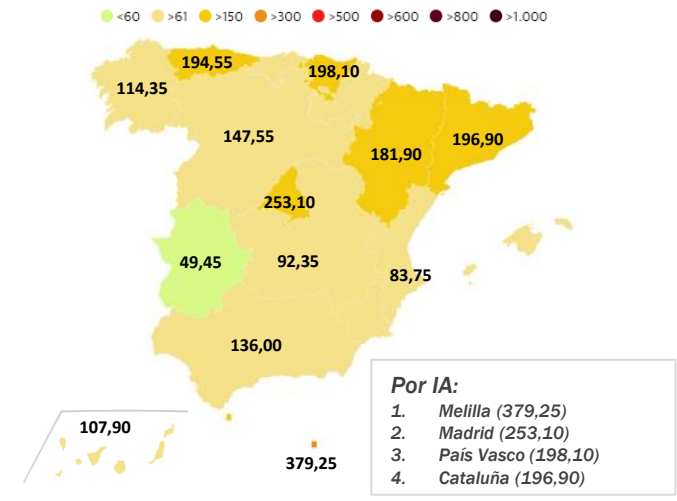 <60 >61 >150 >300 >500 >600 >800 >1.000
194,55
198,10
114,35
147,55
196,90
181,90
253,10
49,45
92,35
83,75
136,00
107,90
379,25
Por IA:
1. Melilla (379,25)
2. Madrid (253,10)
3. País Vasco (198,10)
4. Cataluña (196,90)